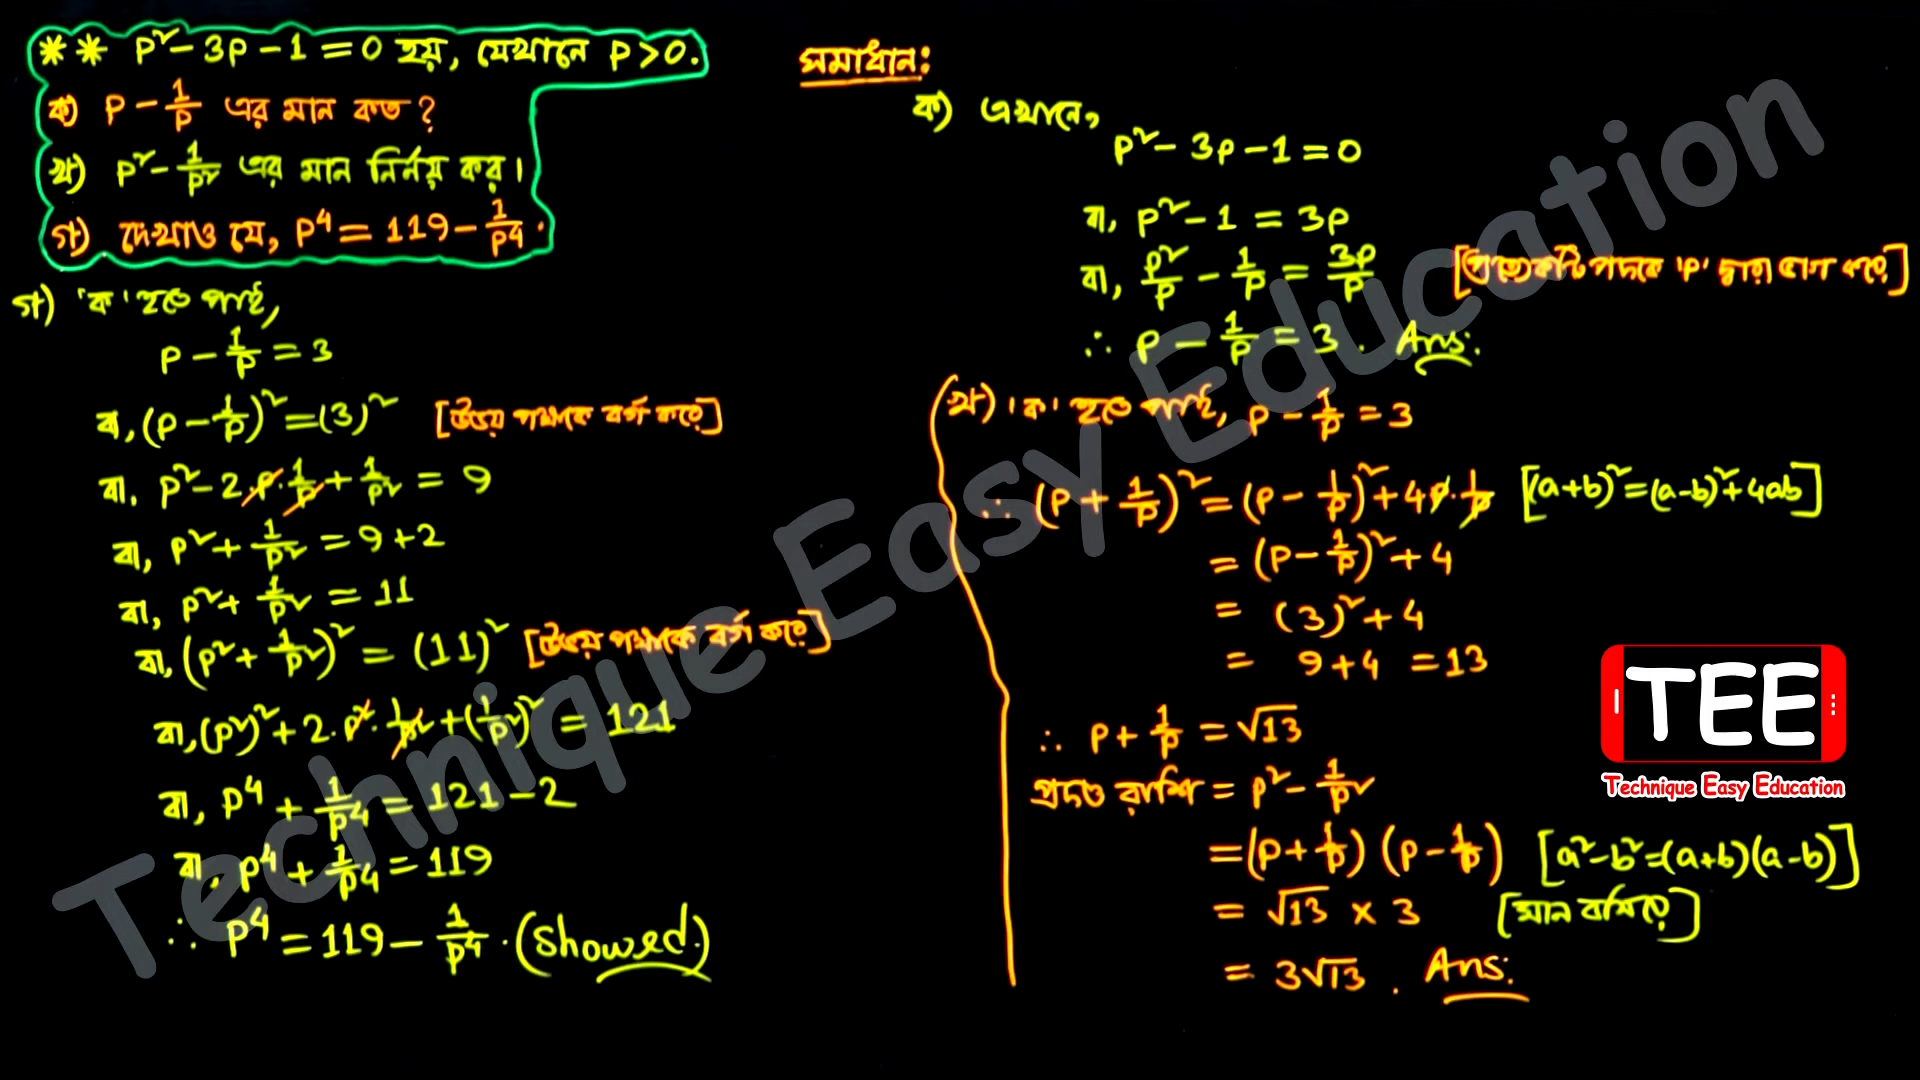 ** p² - 3p - 1 = 0 হয়, যেখানে p > 0.
ক) p - 1/p এর মান কত?
খ) p² - 1/p² এর মান নির্নয় কর।
গ) দেখাও যে, p⁴ = 119 - 1/p⁴.
গ) 'ক' হতে পাই,
p - 1/p = 3
বা, (p - 1/p)² = (3)² [উভয় পক্ষকে বর্গ করে]
বা, p² - 2.p.1/p + 1/p² = 9
বা, p² + 1/p² = 9+2
বা, p² + 1/p² = 11
বা, (p² + 1/p²)² = (11)² [উভয় পক্ষকে বর্গ করে]
বা, (p²)² + 2.p².1/p² + (1/p²)² = 121
বা, p⁴ + 1/p⁴ = 121 - 2
বা, p⁴ + 1/p⁴ = 119
∴ p⁴ = 119 - 1/p⁴. (Showed.)
সমাধান:
ক) এখানে,
p² - 3p - 1 = 0
বা, p² - 1 = 3p
বা, p²/p - 1/p = 3p/p [প্রত্যেকটি পদকে 'p' দ্বারা ভাগ করে]
∴ p - 1/p = 3. Ans:
খ) 'ক' হতে পাই, p - 1/p = 3
∴ (p + 1/p)² = (p - 1/p)² + 4p.1/p [(a+b)² = (a-b)² + 4ab]
= (p - 1/p)² + 4
= (3)² + 4
= 9+4 = 13
∴ p + 1/p = √13
প্রদত্ত রাশি = p² - 1/p²
= (p + 1/p) (p - 1/p) [a² - b² = (a+b)(a-b)]
= √13 × 3 [মান বসিয়ে]
= 3√13. Ans:
TEE
Technique Easy Education
Technique Easy Education